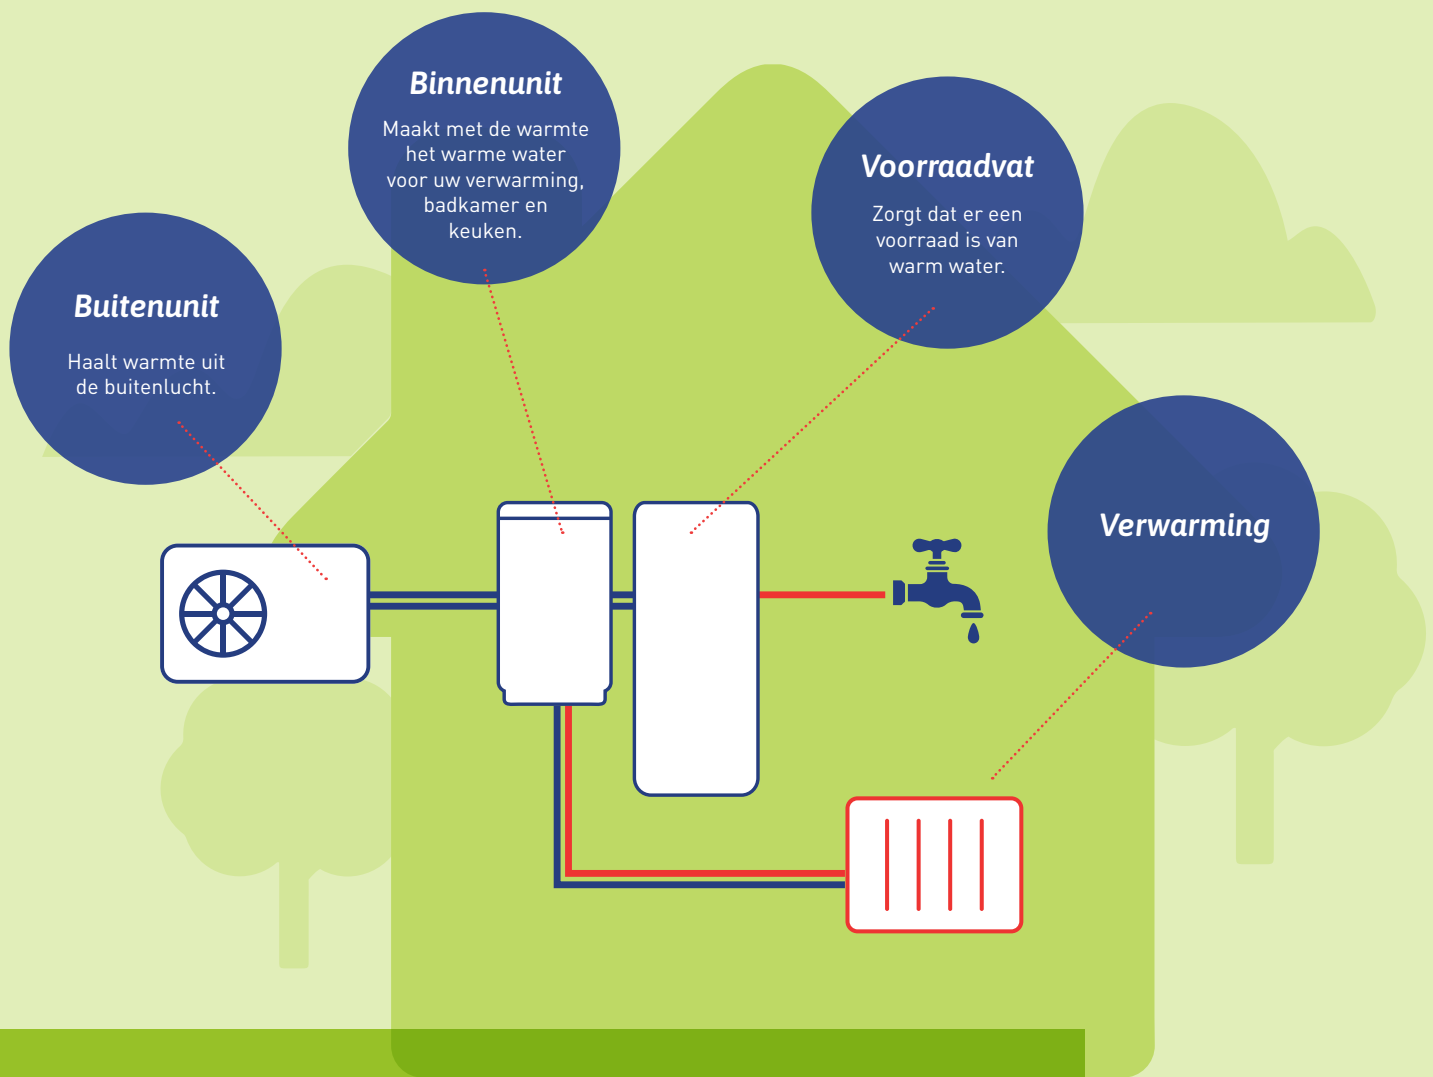 Binnenunit
Maakt met de warmte
het warme water
voor uw verwarming,
badkamer en
keuken.
Voorraadvat
Zorgt dat er een
voorraad is van
warm water.
Buitenunit
Haalt warmte uit
de buitenlucht.
Verwarming